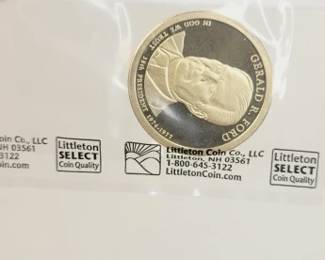 GERALD R. FORD
IN GOD WE TRUST
38th PRESIDENT 1974-1977
Coin Co., LLC
NH 03561
3122
oin.com
Littleton
SELECT
Coin Quality
Littleton Coin Co., LLC
Littleton, NH 03561
1-800-645-3122
LittletonCoin.com
Littleton
SELECT
Coin Quality